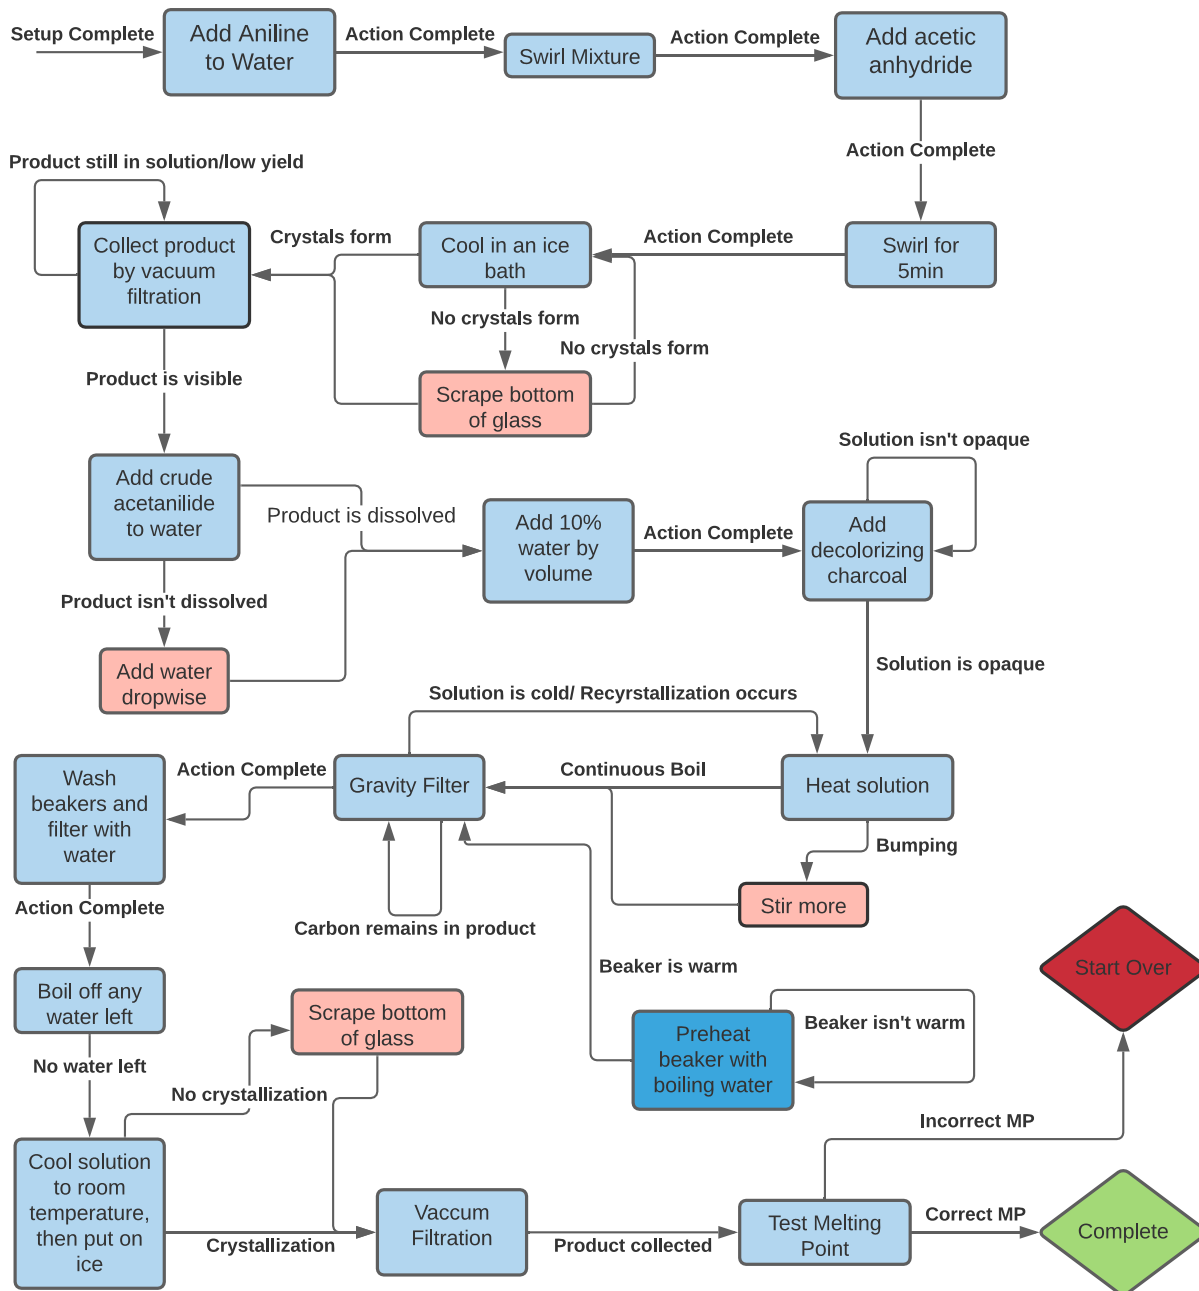 Setup Complete
Add Aniline
to Water
Action Complete
Swirl Mixture
Action Complete
Add acetic
anhydride
Action Complete
Product still in solution/low yield
Collect product
by vacuum
filtration
Crystals form
Cool in an ice
bath
Action Complete
Swirl for
5min
No crystals form
No crystals form
Product is visible
Scrape bottom
of glass
Solution isn't opaque
Add crude
acetanilide
to water
Product is dissolved
Add 10%
water by
volume
Action Complete
Add
decolorizing
charcoal
Product isn't dissolved
Add water
dropwise
Solution is opaque
Solution is cold/ Recyrstallization occurs
Wash
beakers and
filter with
water
Action Complete
Gravity Filter
Continuous Boil
Heat solution
Bumping
Action Complete
Carbon remains in product
Stir more
Beaker is warm
Start Over
Boil off any
water left
Scrape bottom
of glass
Preheat
beaker with
boiling water
Beaker isn't warm
No water left
No crystallization
Incorrect MP
Cool solution
to room
temperature,
then put on
ice
Crystallization
Vaccum
Filtration
Product collected
Test Melting
Point
Correct MP
Complete